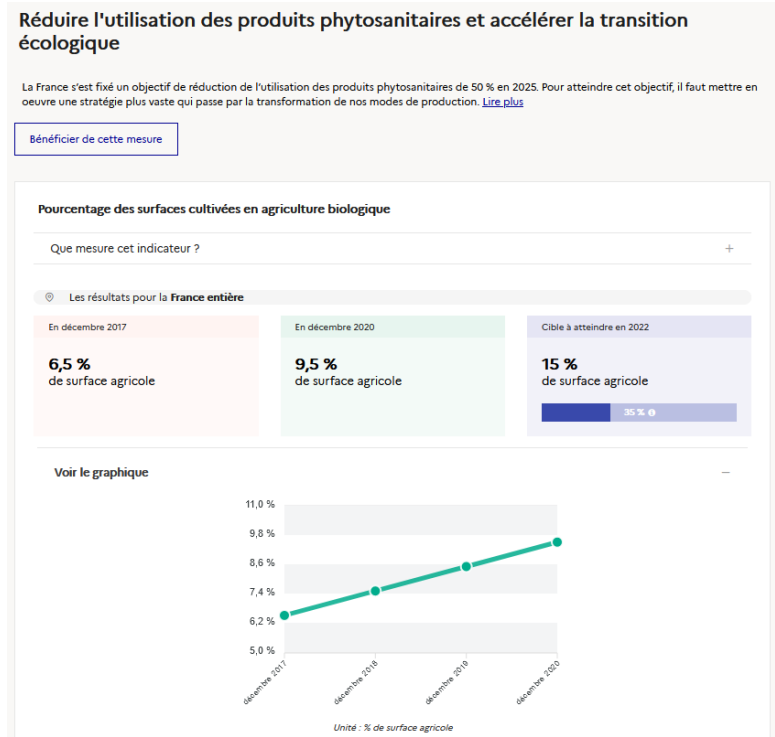 Réduire l'utilisation des produits phytosanitaires et accélérer la transition
écologique
La France s'est fixé un objectif de réduction de l'utilisation des produits phytosanitaires de 50 % en 2025. Pour atteindre cet objectif, il faut mettre en
oeuvre une stratégie plus vaste qui passe par la transformation de nos modes de production. Lire plus
Bénéficier de cette mesure
Pourcentage des surfaces cultivées en agriculture biologique
Que mesure cet indicateur ?
Les résultats pour la France entière
En décembre 2017
6,5 %
de surface agricole
En décembre 2020
9,5 %
de surface agricole
Cible à atteindre en 2022
15 %
de surface agricole
35 %
Voir le graphique
11,0 %
9,8 %
8,6 %
7,4 %
6,2 %
5,0 %
décembre 2017
décembre 2018
décembre 2019
décembre 2020
Unité : % de surface agricole